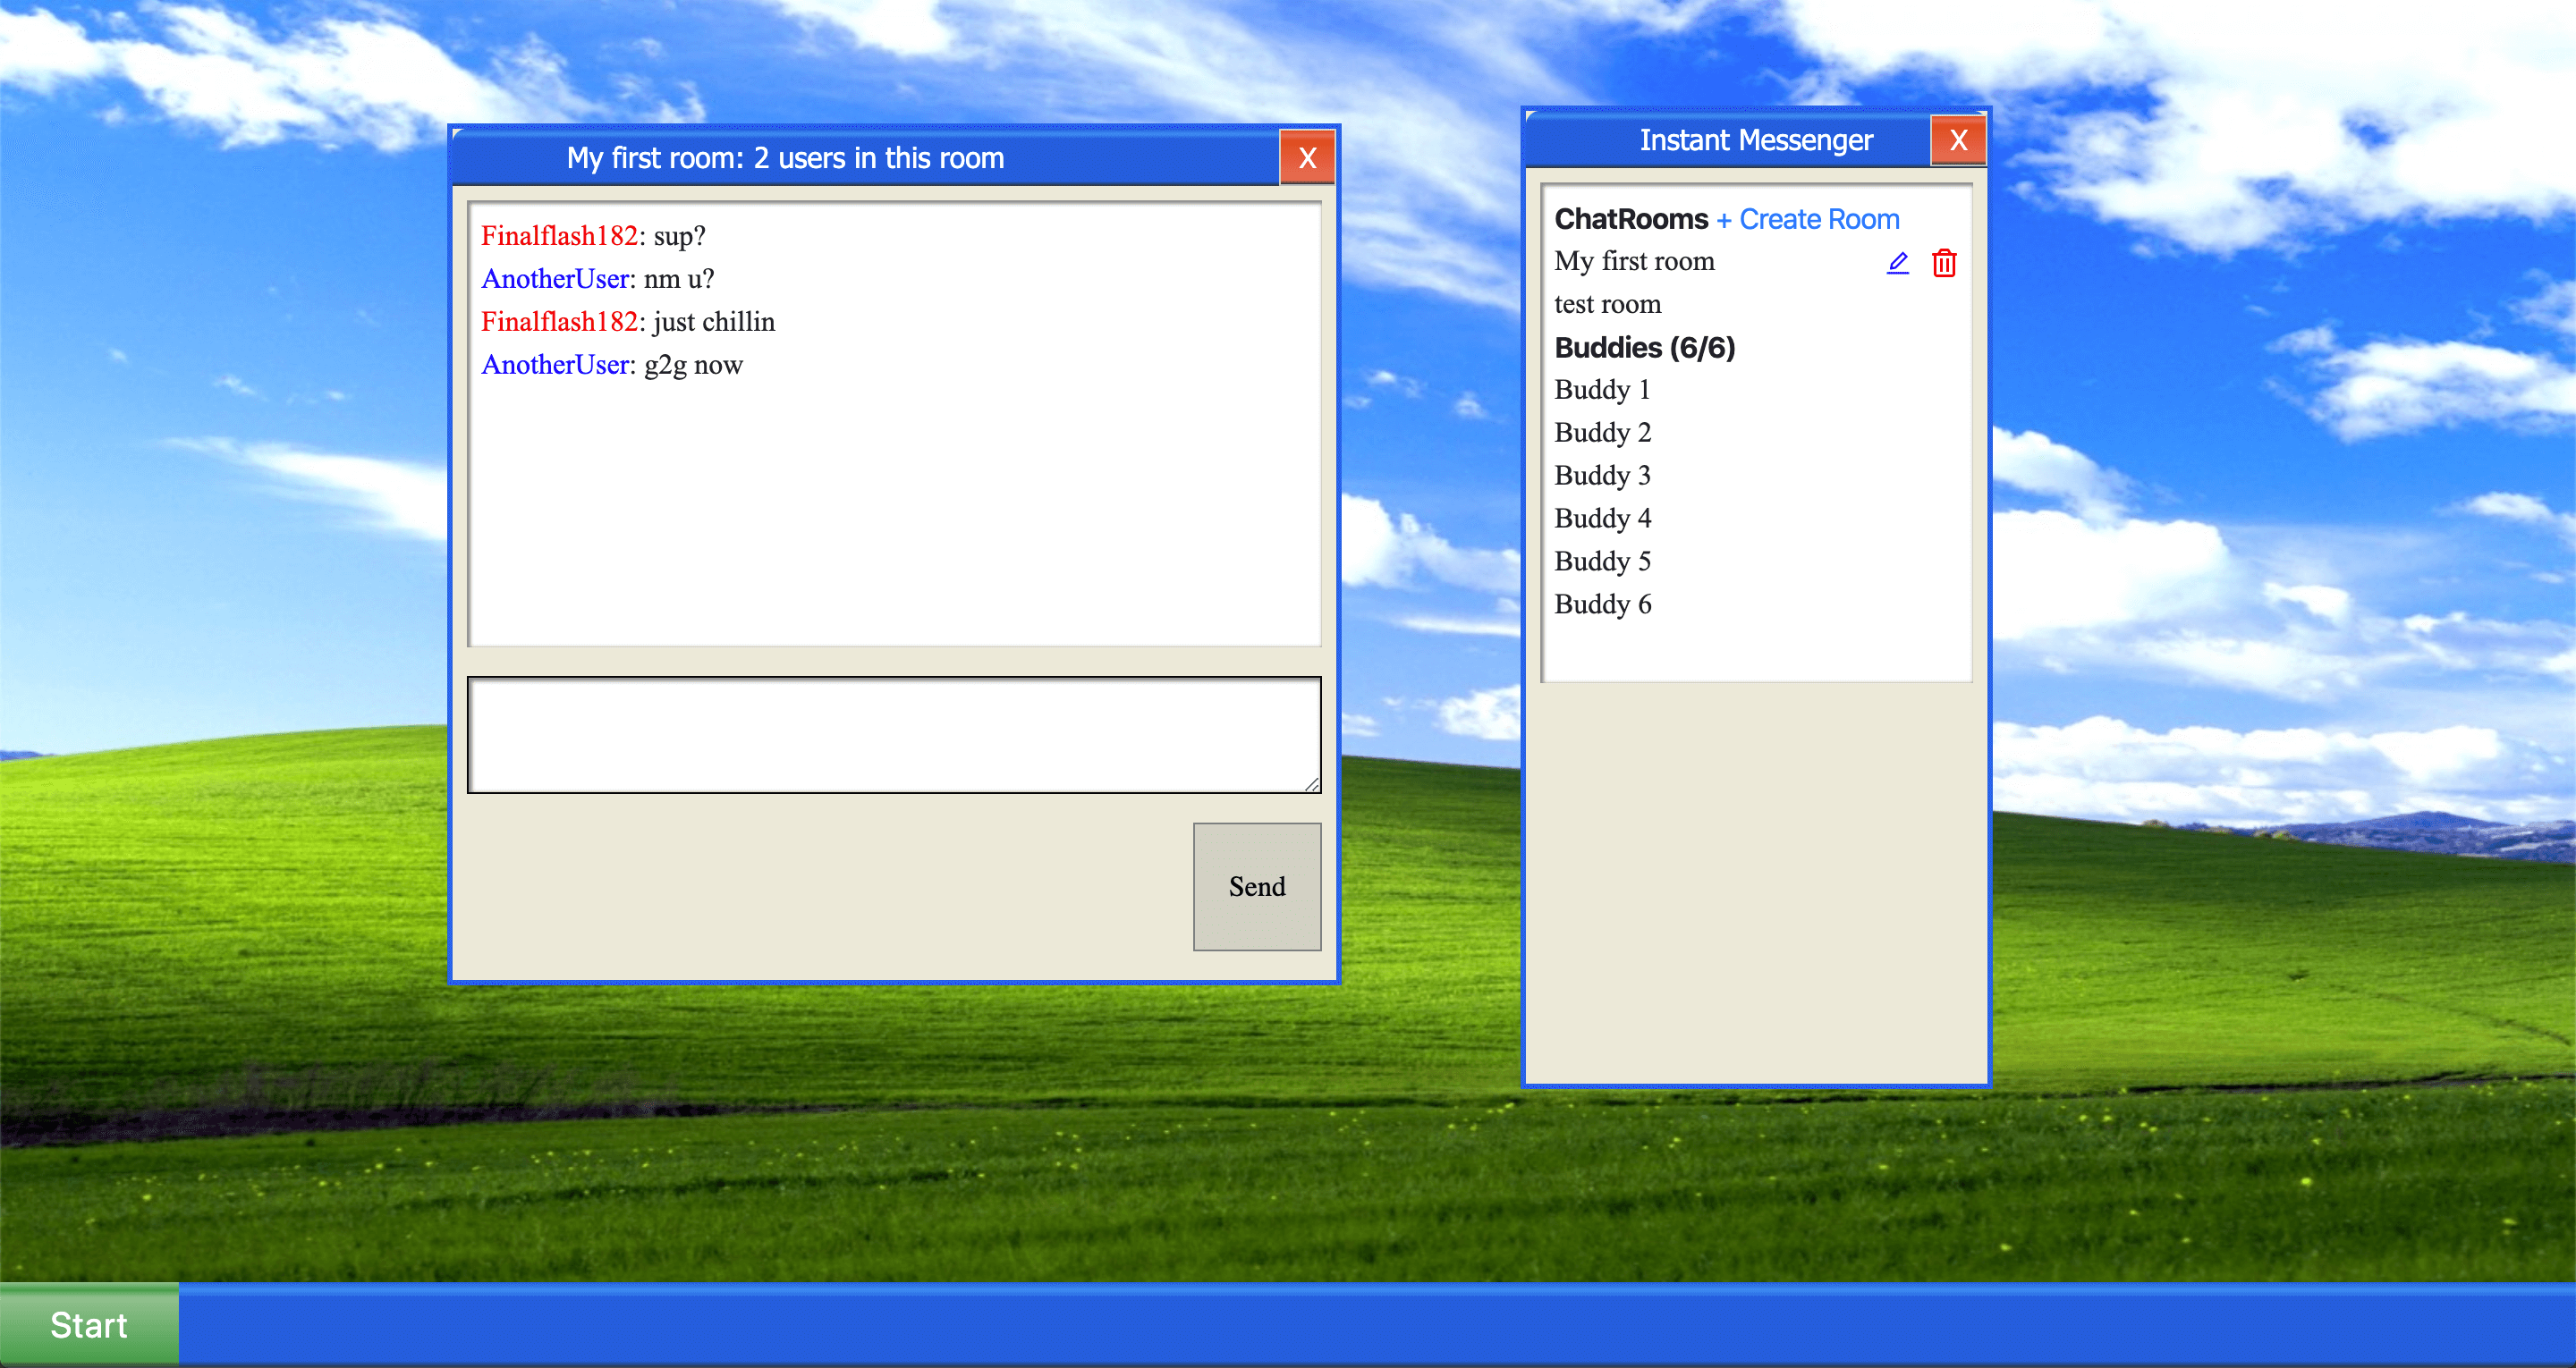 My first room: 2 users in this room
X
Finalflash182: sup?
AnotherUser: nm u?
Finalflash182: just chillin
AnotherUser: g2g now
Send
Instant Messenger
X
ChatRooms + Create Room
My first room
test room
Buddies (6/6)
Buddy 1
Buddy 2
Buddy 3
Buddy 4
Buddy 5
Buddy 6
Start